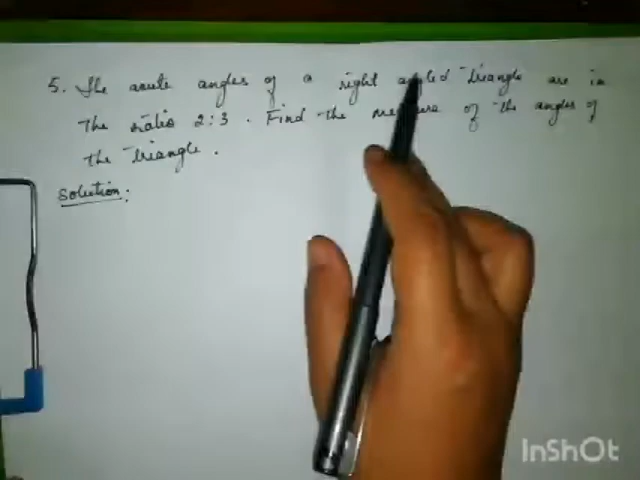 5. The acute angles of a right angled triangle are in
the ratio 2:3. Find the of the angles of
the triangle.
Solution:
InShOt